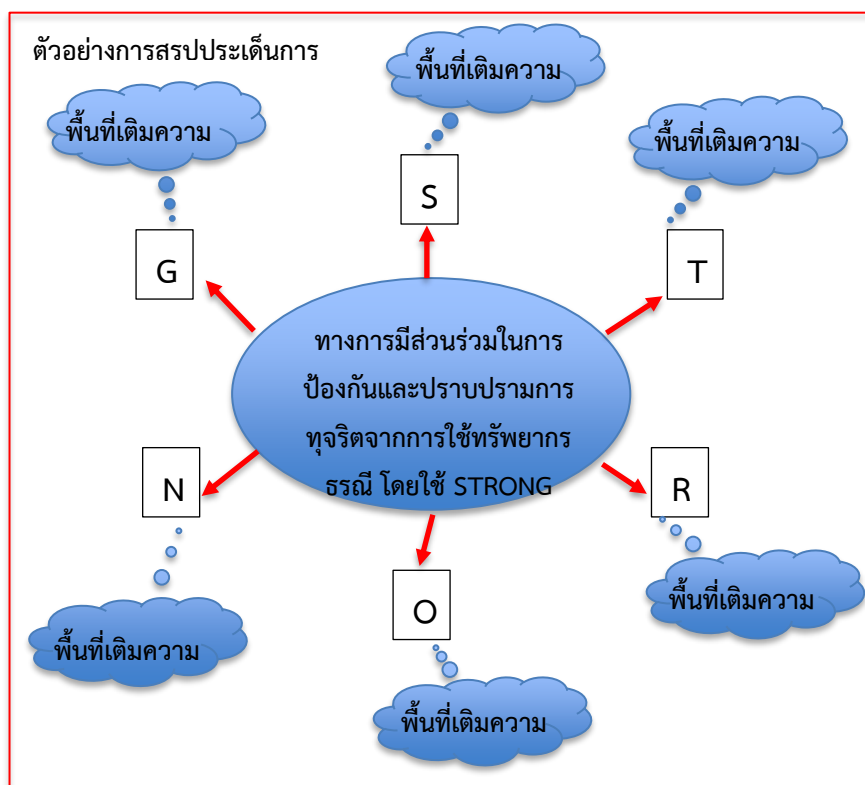 ตัวอย่างการสรปประเด็นการ
พื้นที่เติมความ
พื้นที่เติมความ
พื้นที่เติมความ
S
G
T
ทางการมีส่วนร่วมในการ
ป้องกันและปราบปรามการ
ทุจริตจากการใช้ทรัพยากร
ธรณี โดยใช้ STRONG
N
R
O
พื้นที่เติมความ
พื้นที่เติมความ
พื้นที่เติมความ